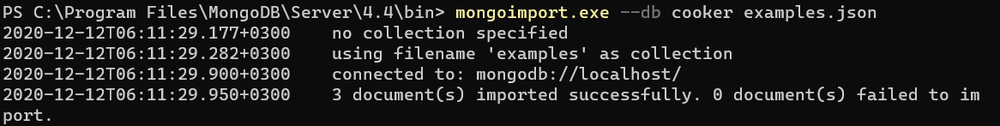 PS C:\Program Files\MongoDB\Server\4.4\bin> mongoimport.exe --db cooker examples.json
2020-12-12T06:11:29.177+0300    no collection specified
2020-12-12T06:11:29.282+0300    using filename 'examples' as collection
2020-12-12T06:11:29.900+0300    connected to: mongodb://localhost/
2020-12-12T06:11:29.950+0300    3 document(s) imported successfully. 0 document(s) failed to im
port.